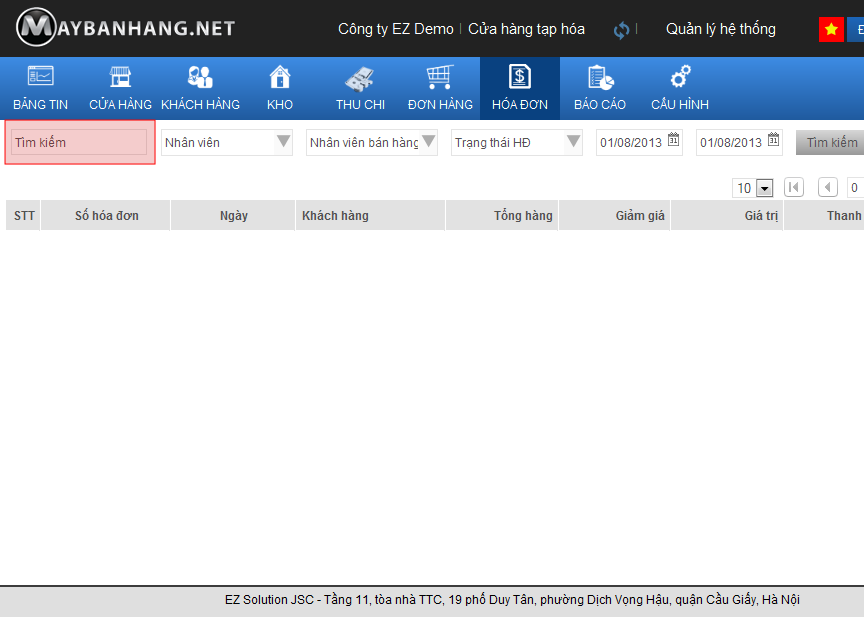 MAYBANHANG.NET
Công ty EZ Demo | Cửa hàng tạp hóa | Quản lý hệ thống
BẢNG TIN CỬA HÀNG KHÁCH HÀNG KHO THU CHI ĐƠN HÀNG HÓA ĐƠN BÁO CÁO CẤU HÌNH
Tìm kiếm Nhân viên Nhân viên bán hàng Trạng thái HĐ 01/08/2013 01/08/2013 Tìm kiếm
10 0
STT Số hóa đơn Ngày Khách hàng Tổng hàng Giảm giá Giá trị Thanh
EZ Solution JSC - Tầng 11, tòa nhà TTC, 19 phố Duy Tân, phường Dịch Vọng Hậu, quận Cầu Giấy, Hà Nội